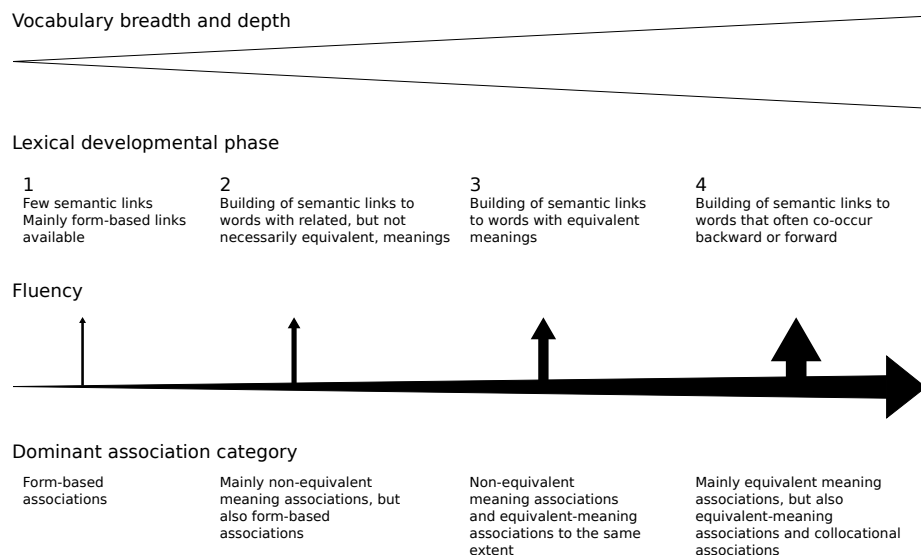 Vocabulary breadth and depth
Lexical developmental phase
1
Few semantic links
Mainly form-based links
available
2
Building of semantic links to
words with related, but not
necessarily equivalent, meanings
3
Building of semantic links
to words with equivalent
meanings
4
Building of semantic links to
words that often co-occur
backward or forward
Fluency
Dominant association category
Form-based
associations
Mainly non-equivalent
meaning associations, but
also form-based
associations
Non-equivalent
meaning associations
and equivalent-meaning
associations to the same
extent
Mainly equivalent meaning
associations, but also
equivalent-meaning
associations and collocational
associations